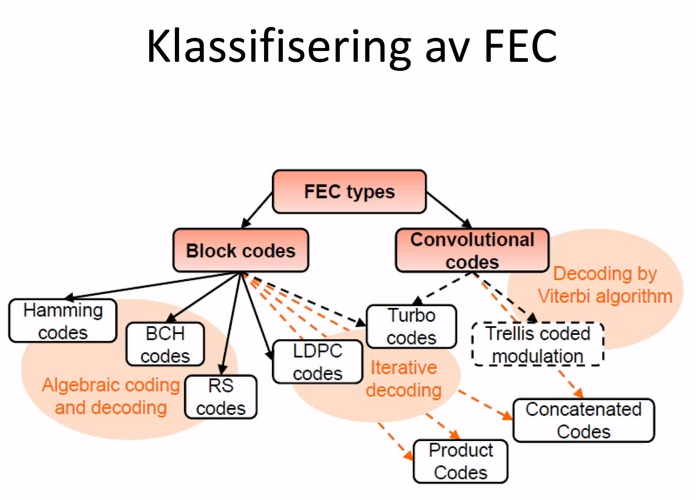 Klassifisering av FEC
FEC types
Block codes
Convolutional
codes
Decoding by
Viterbi algorithm
Hamming
codes
BCH
codes
RS
codes
Algebraic coding
and decoding
LDPC
codes
Turbo
codes
Iterative
decoding
Trellis coded
modulation
Concatenated
Codes
Product
Codes